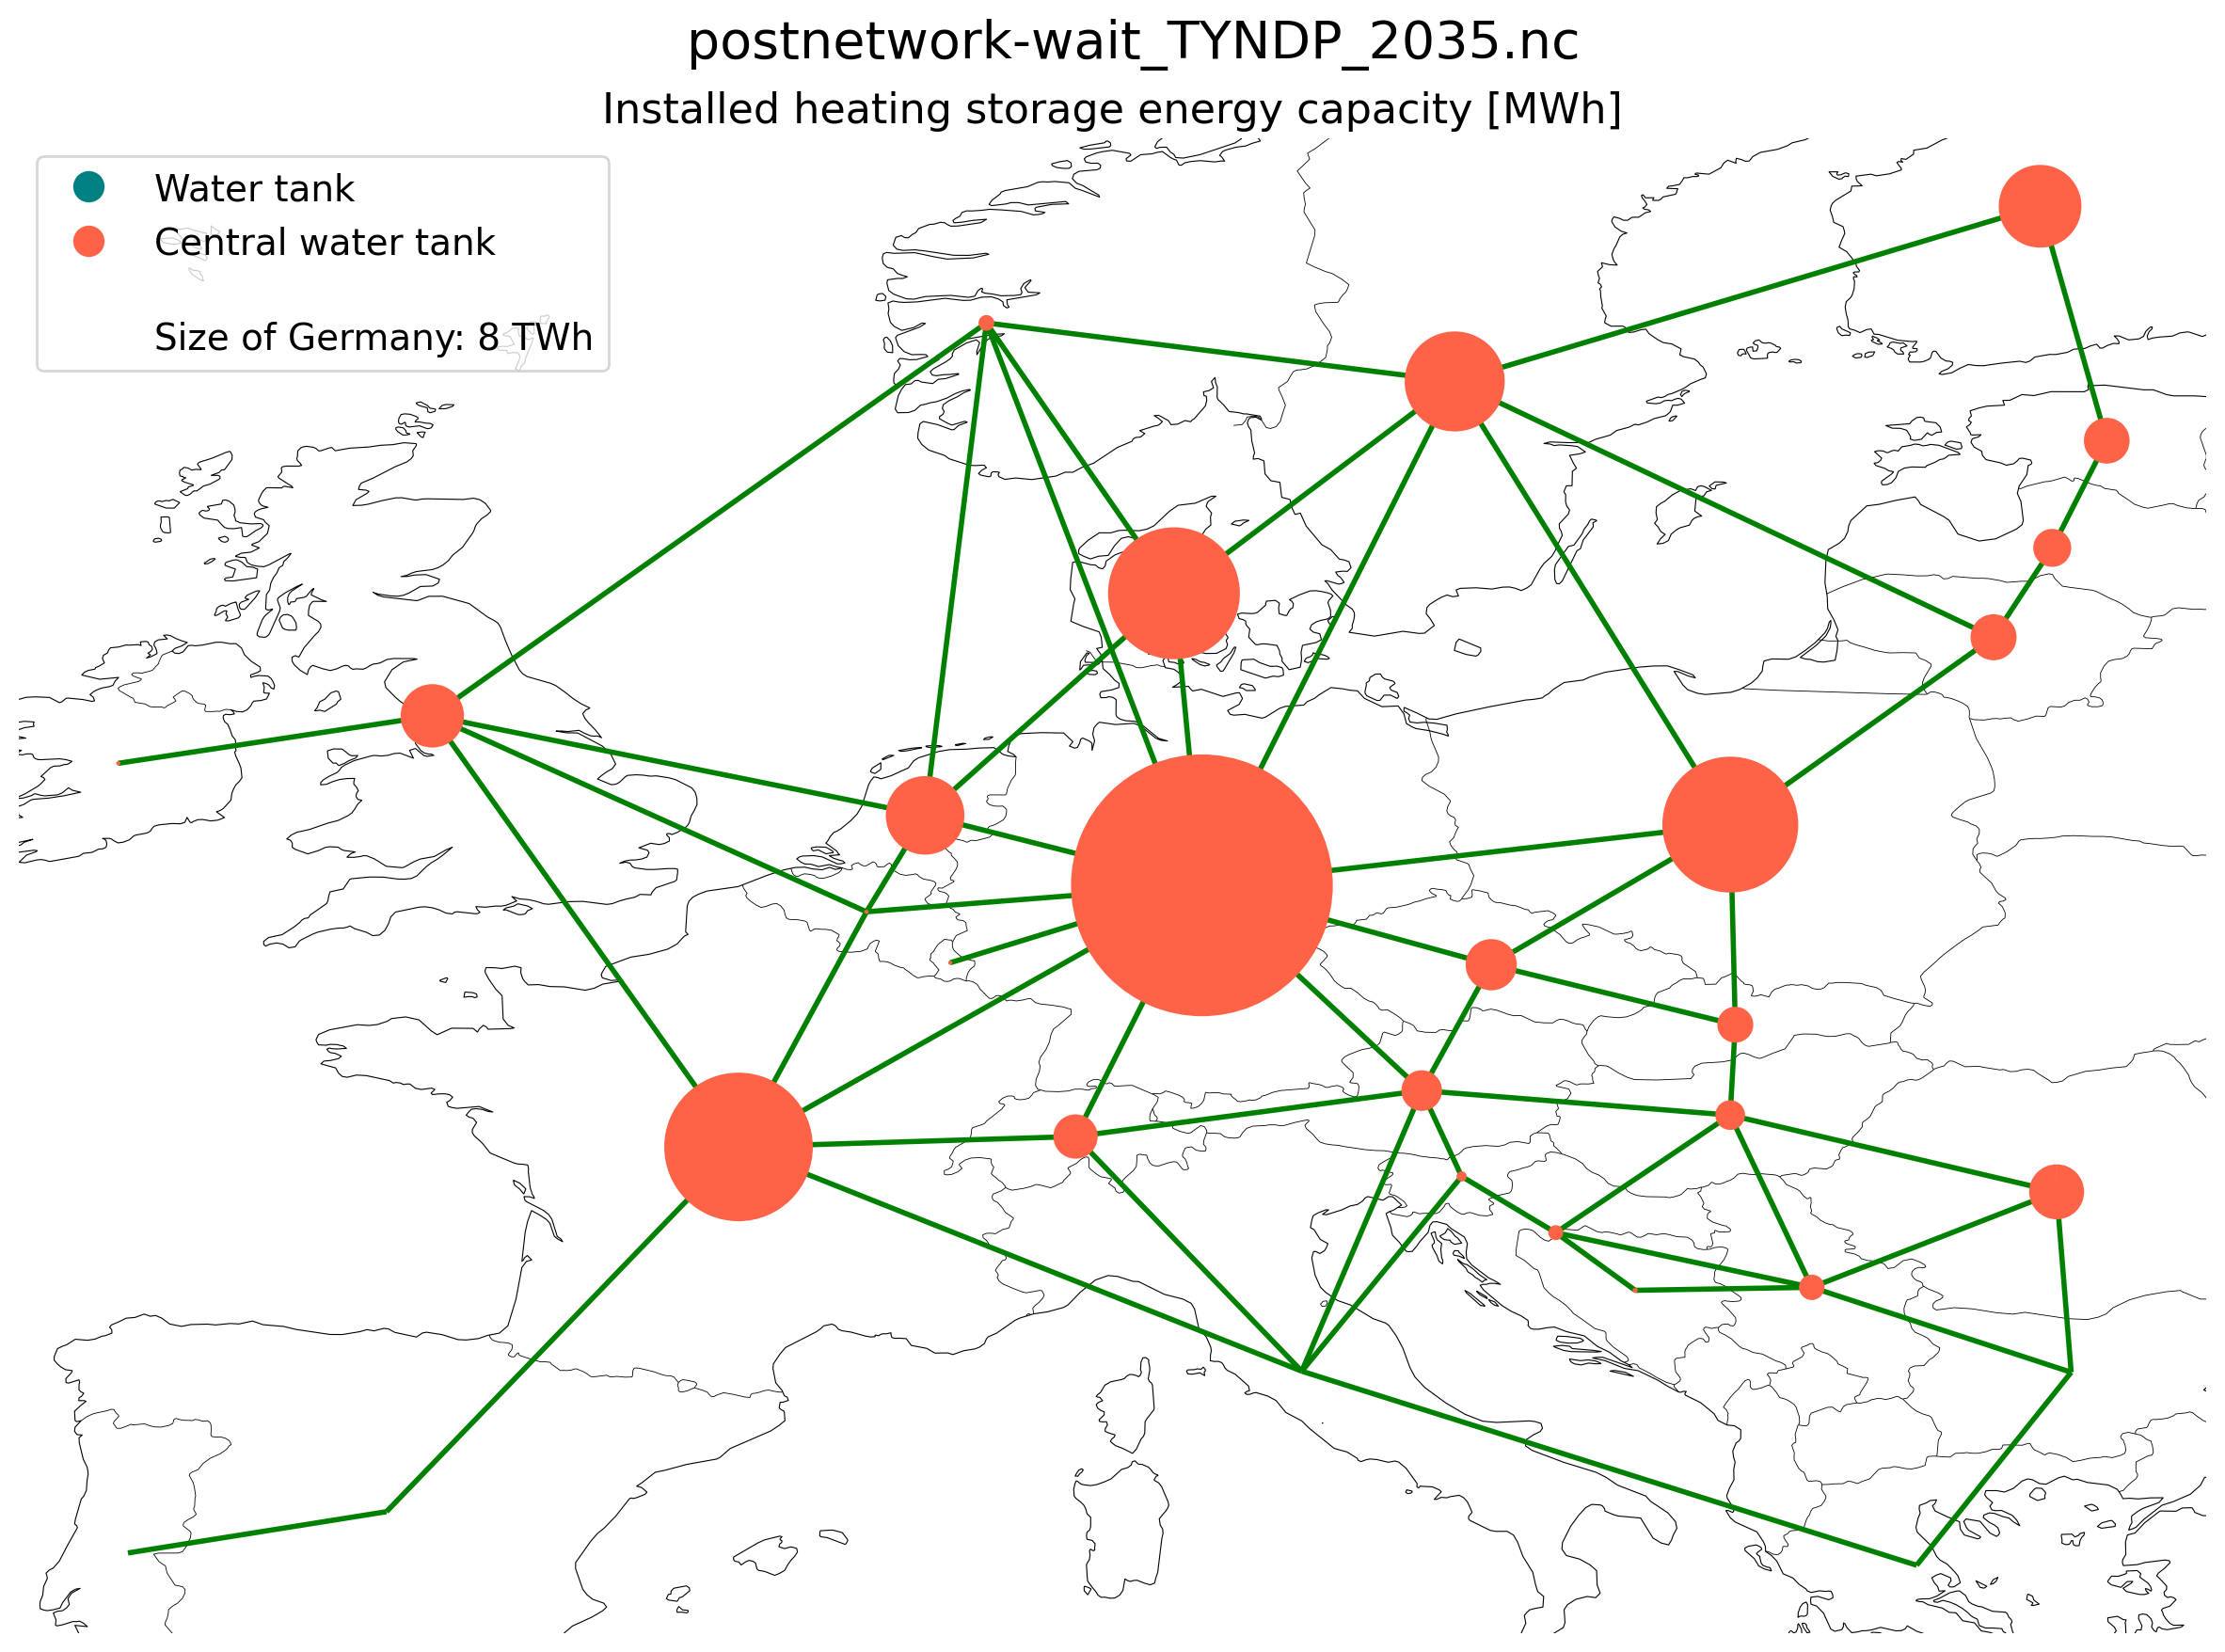 postnetwork-wait_TYNDP_2035.nc
Installed heating storage energy capacity [MWh]
Water tank
Central water tank
Size of Germany: 8 TWh